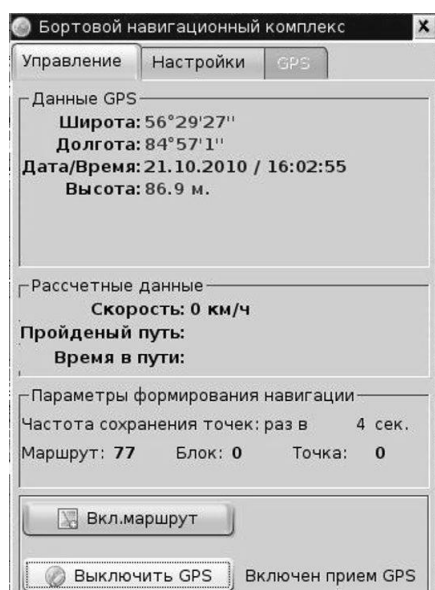 Бортовой навигационный комплекс x
Управление Настройки GPS
Данные GPS
Широта: 56°29'27''
Долгота: 84°57'1''
Дата/Время: 21.10.2010 / 16:02:55
Высота: 86.9 м.
Рассчетные данные
Скорость: 0 км/ч
Пройденый путь:
Время в пути:
Параметры формирования навигации
Частота сохранения точек: раз в 4 сек.
Маршрут: 77 Блок: 0 Точка: 0
Вкл.маршрут
Выключить GPS Включен прием GPS